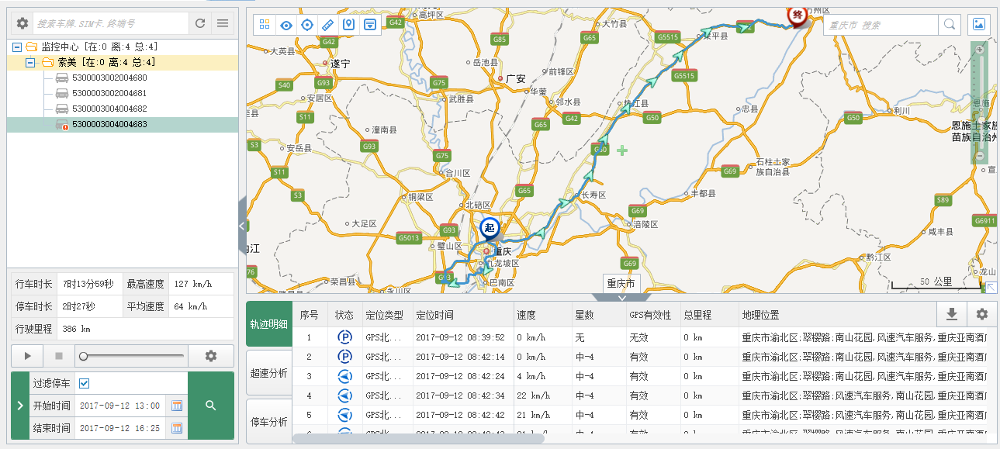 搜索车牌.SIM卡.终端号
监控中心 [在:0 离:4 总:4]
索美 [在:0 离:4 总:4]
5300003002004680
5300003002004681
5300003004004682
5300003004004683
行车时长 7时13分59秒 最高速度 127 km/h
停车时长 2时27秒 平均速度 64 km/h
行驶里程 386 km
过滤停车
开始时间 2017-09-12 13:00
结束时间 2017-09-12 16:25
重庆市 搜索
高坪区
G42
大竹县
G85
G65
G5515
梁平县
终
万州区
大英县
G42
遂宁
岳池县
广安
前锋区
G5515
S40
G93
G75
华蓥
安居区
武胜县
邻水县
垫江县
忠县
恩施
利川
S11
G65
G42
G50
G50
恩施土家族
苗族自治州
潼南县
S3
安岳县
G93
G75
G50
石柱土家
族自治县
S11
合川区
G69
宣
S3
铜梁区
G65
长寿区
丰都县
北碚区
G69
S89
大足区
G93
起
涪陵区
G6911
G5013
咸丰县
璧山区
重庆
内江
九龙坡区
G69
黔江区
76
荣昌县
G93
巴南区
重庆市
50 公里
龙山
永川区
轨迹明细
超速分析
停车分析
序号 状态 定位类型 定位时间 速度 星数 GPS有效性 总里程 地理位置
1 P GPS北... 2017-09-12 08:39:52 0 km/h 无 无效 0 km 重庆市渝北区;翠樱路;南山花园,风速汽车服务,重庆亚南酒店
2 P GPS北... 2017-09-12 08:42:14 0 km/h 中-4 有效 0 km 重庆市渝北区;翠樱路;南山花园,风速汽车服务,重庆亚南酒店
3 GPS北... 2017-09-12 08:42:24 4 km/h 中-4 有效 0 km 重庆市渝北区;翠樱路;南山花园,风速汽车服务,重庆亚南酒店
4 GPS北... 2017-09-12 08:42:34 22 km/h 中-4 有效 0 km 重庆市渝北区;翠樱路;风速汽车服务,南山花园,重庆亚南酒店
5 GPS北... 2017-09-12 08:42:42 21 km/h 中-4 有效 0 km 重庆市渝北区;翠樱路;风速汽车服务,南山花园,重庆亚南酒店